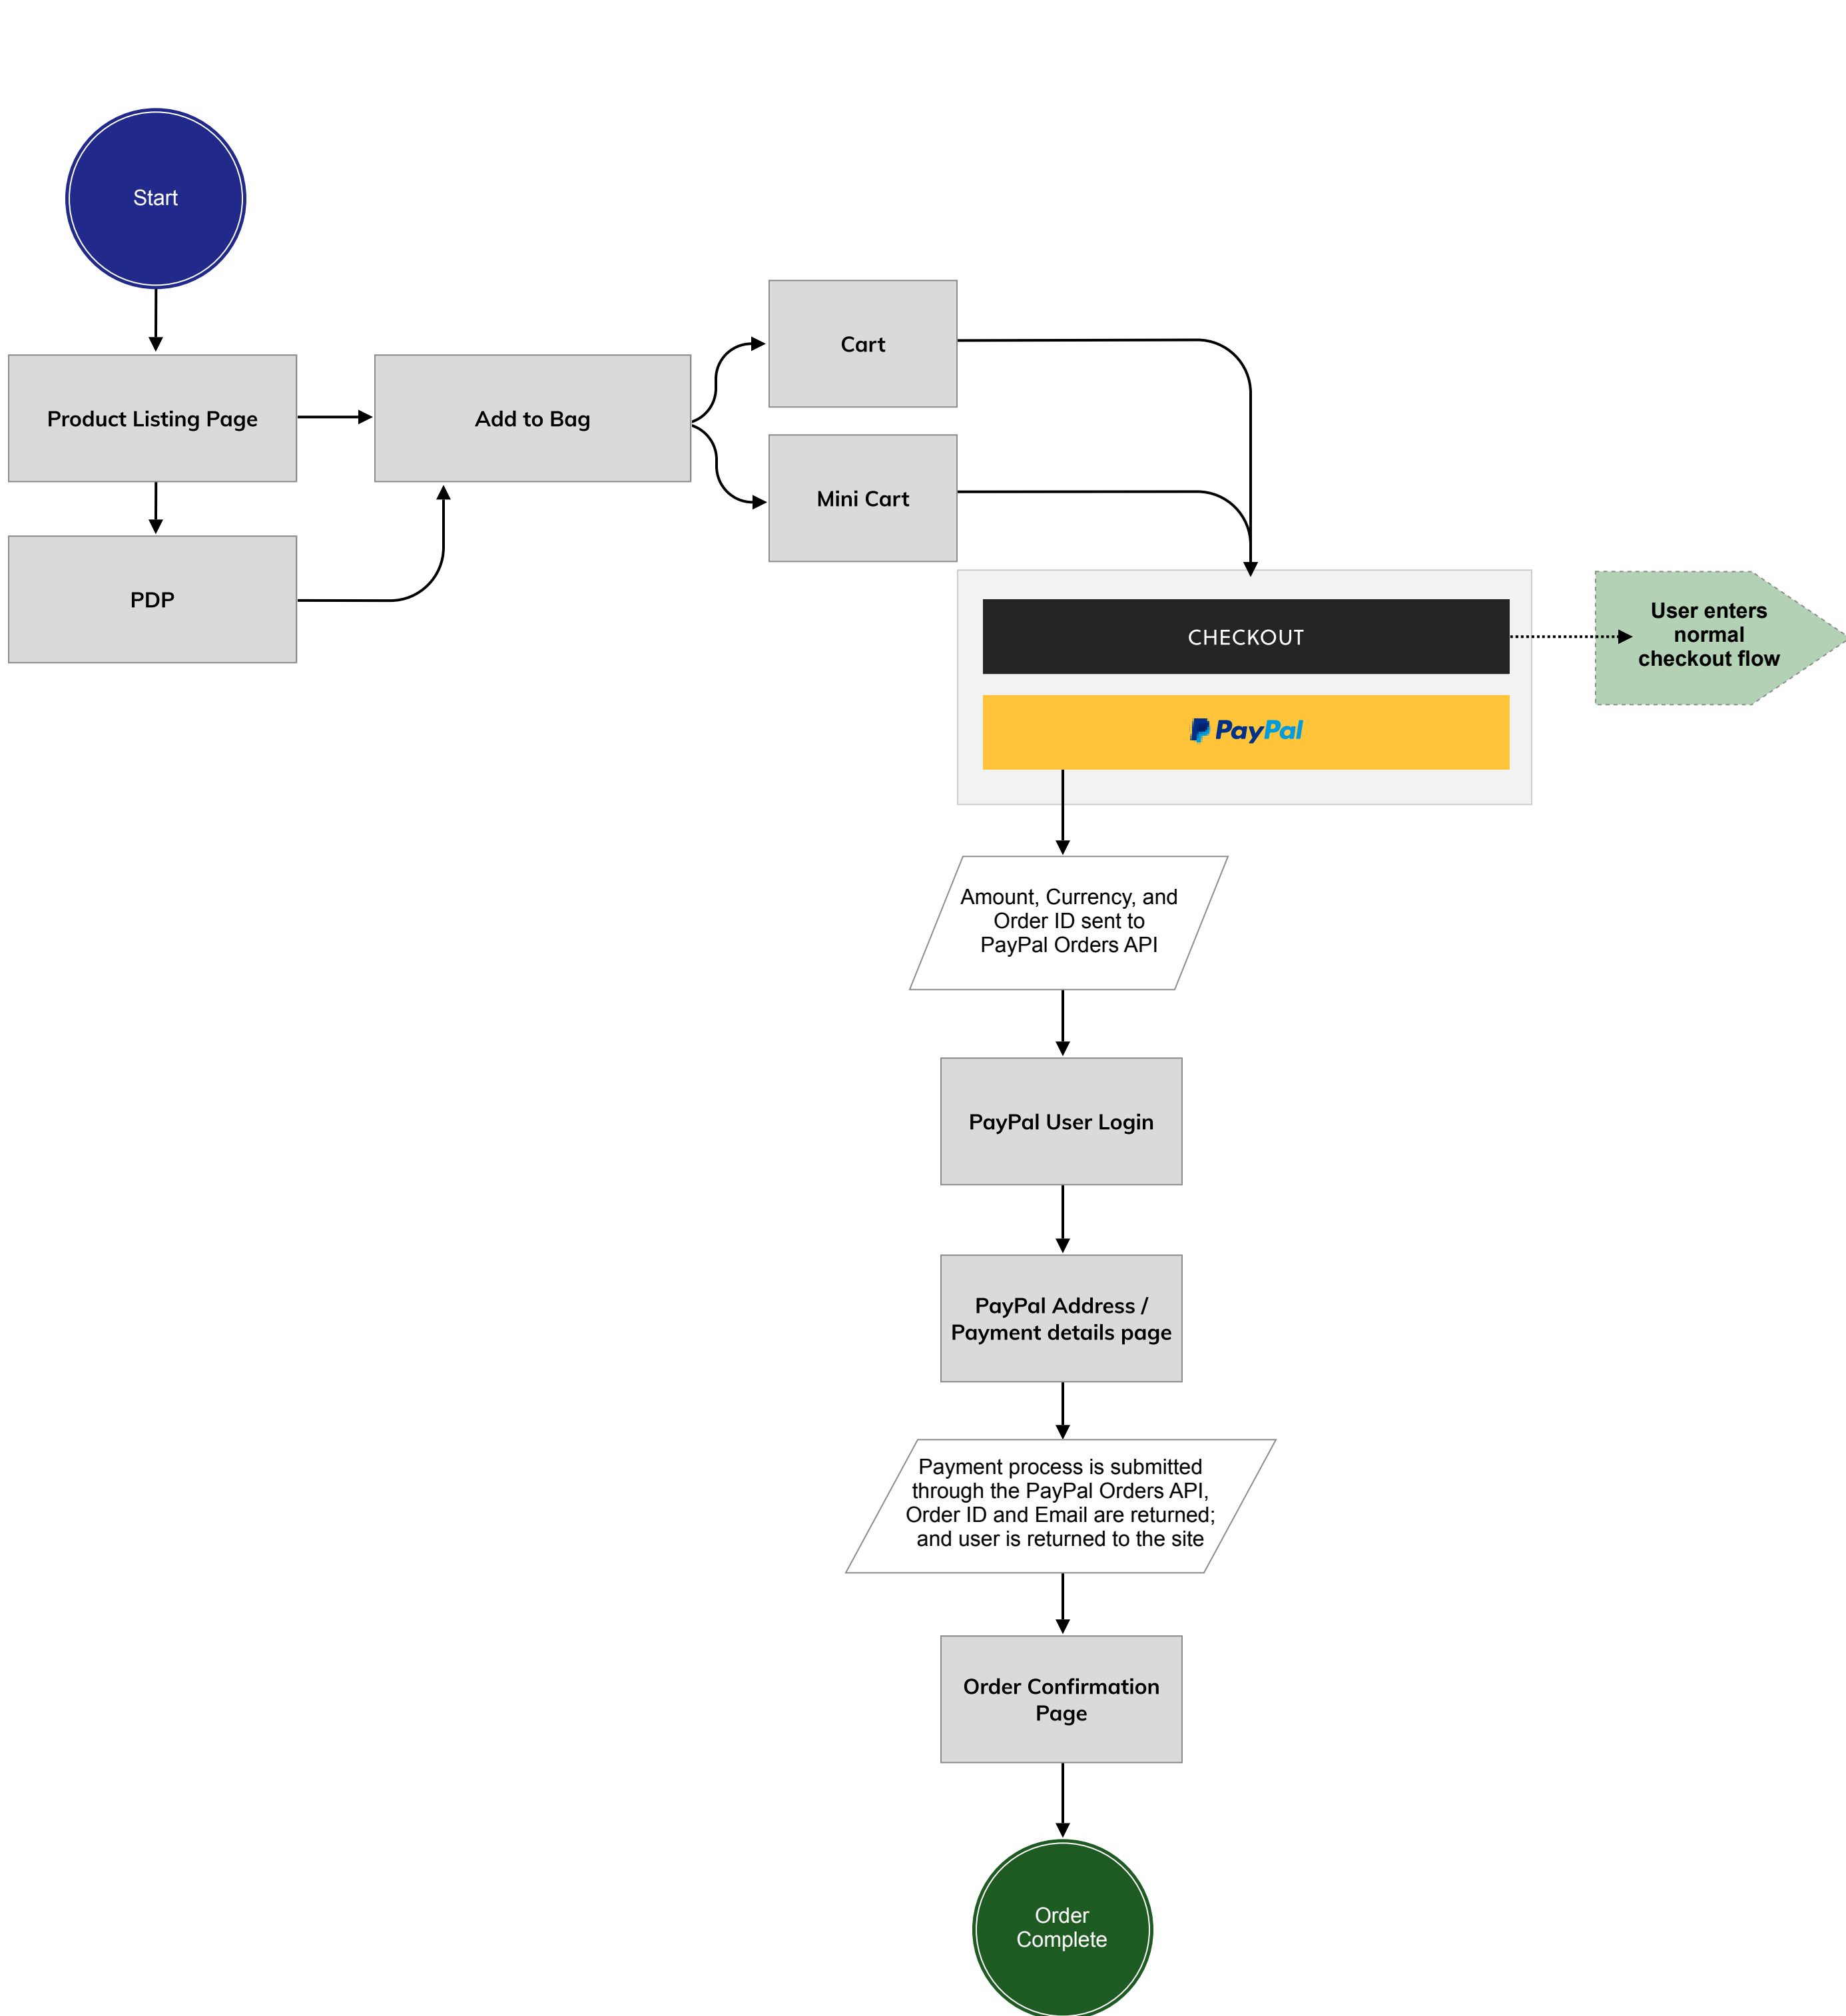 Start
Product Listing Page
Add to Bag
Cart
Mini Cart
PDP
CHECKOUT
PayPal
User enters
normal
checkout flow
Amount, Currency, and
Order ID sent to
PayPal Orders API
PayPal User Login
PayPal Address /
Payment details page
Payment process is submitted
through the PayPal Orders API,
Order ID and Email are returned;
and user is returned to the site
Order Confirmation
Page
Order
Complete